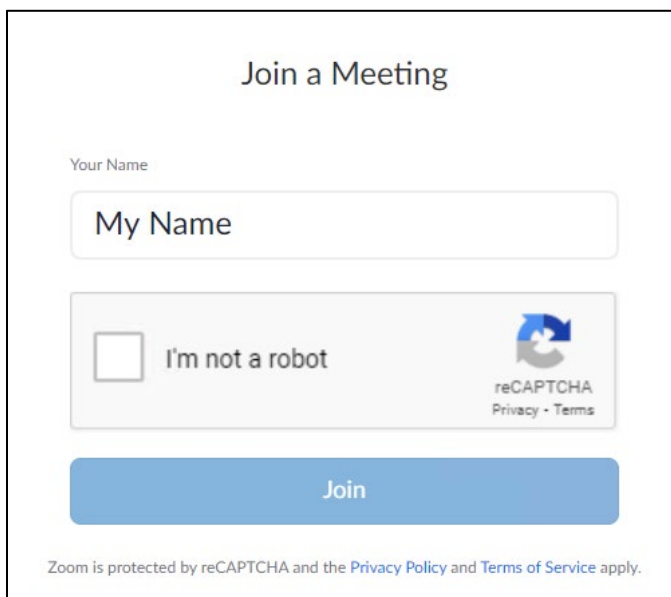 Join a Meeting
Your Name
My Name
I'm not a robot
reCAPTCHA
Privacy - Terms
Join
Zoom is protected by reCAPTCHA and the Privacy Policy and Terms of Service apply.